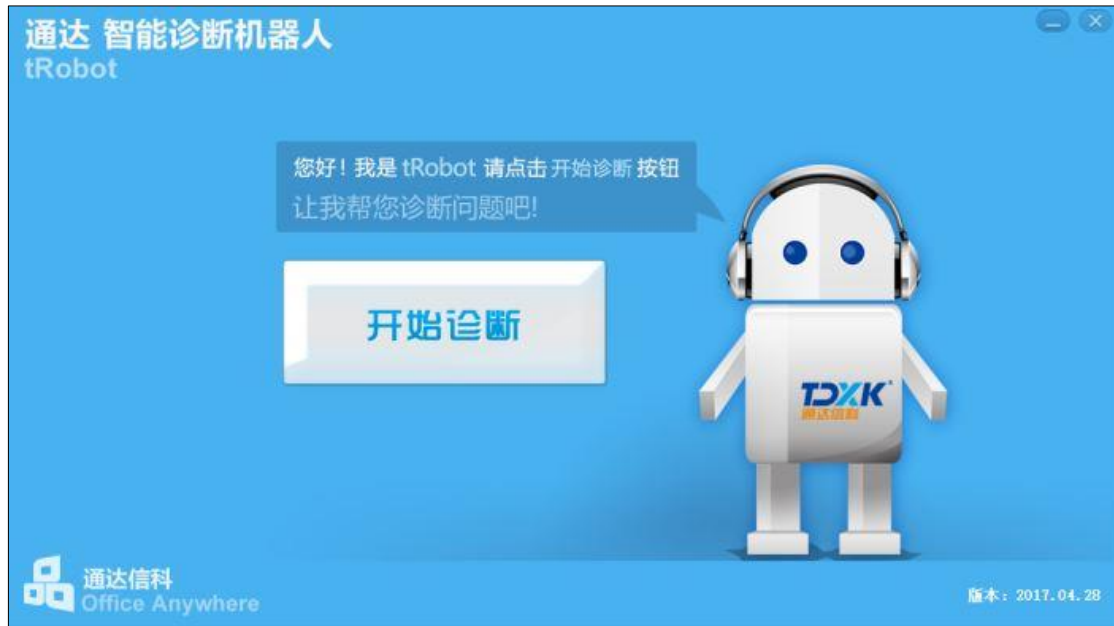 通达 智能诊断机器人
tRobot
您好！我是 tRobot 请点击 开始诊断 按钮
让我帮您诊断问题吧!
开始诊断
TDXK
通达信科
通达信科
Office Anywhere
版本: 2017.04.28